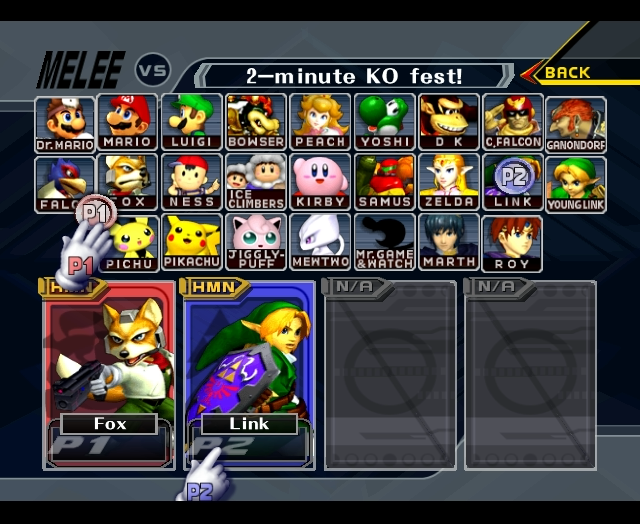 MELEE VS 2-minute KO fest! BACK
Dr.MARIO MARIO LUIGI BOWSER PEACH YOSHI D K C.FALCON GANONDORF
FALC OX NESS ICE CLIMBERS KIRBY SAMUS ZELDA P2 LINK YOUNG LINK
P1
P1 PICHU PIKACHU JIGGLY-PUFF MEWTWO Mr.GAME & WATCH MARTH ROY
HMN HMN N/A N/A
Fox Link
P1 P2
P2